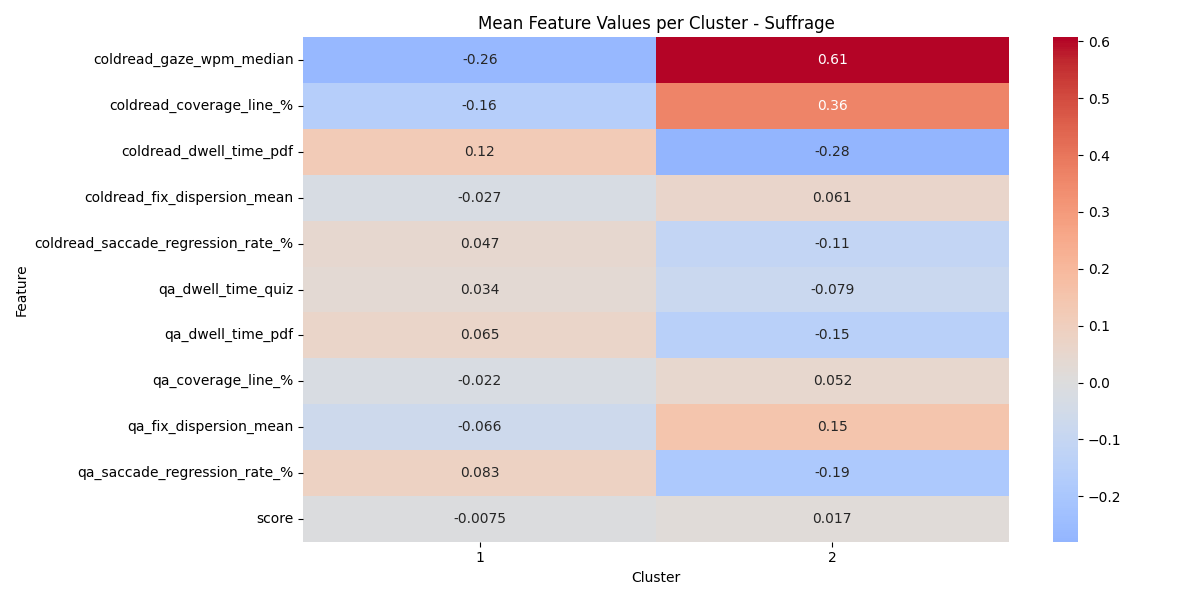 Mean Feature Values per Cluster - Suffrage
coldread_gaze_wpm_median -0.26 0.61
coldread_coverage_line_% -0.16 0.36
coldread_dwell_time_pdf 0.12 -0.28
coldread_fix_dispersion_mean -0.027 0.061
coldread_saccade_regression_rate_% 0.047 -0.11
qa_dwell_time_quiz 0.034 -0.079
qa_dwell_time_pdf 0.065 -0.15
qa_coverage_line_% -0.022 0.052
qa_fix_dispersion_mean -0.066 0.15
qa_saccade_regression_rate_% 0.083 -0.19
score -0.0075 0.017
1 2
Cluster
Feature
0.6
0.5
0.4
0.3
0.2
0.1
0.0
−0.1
−0.2